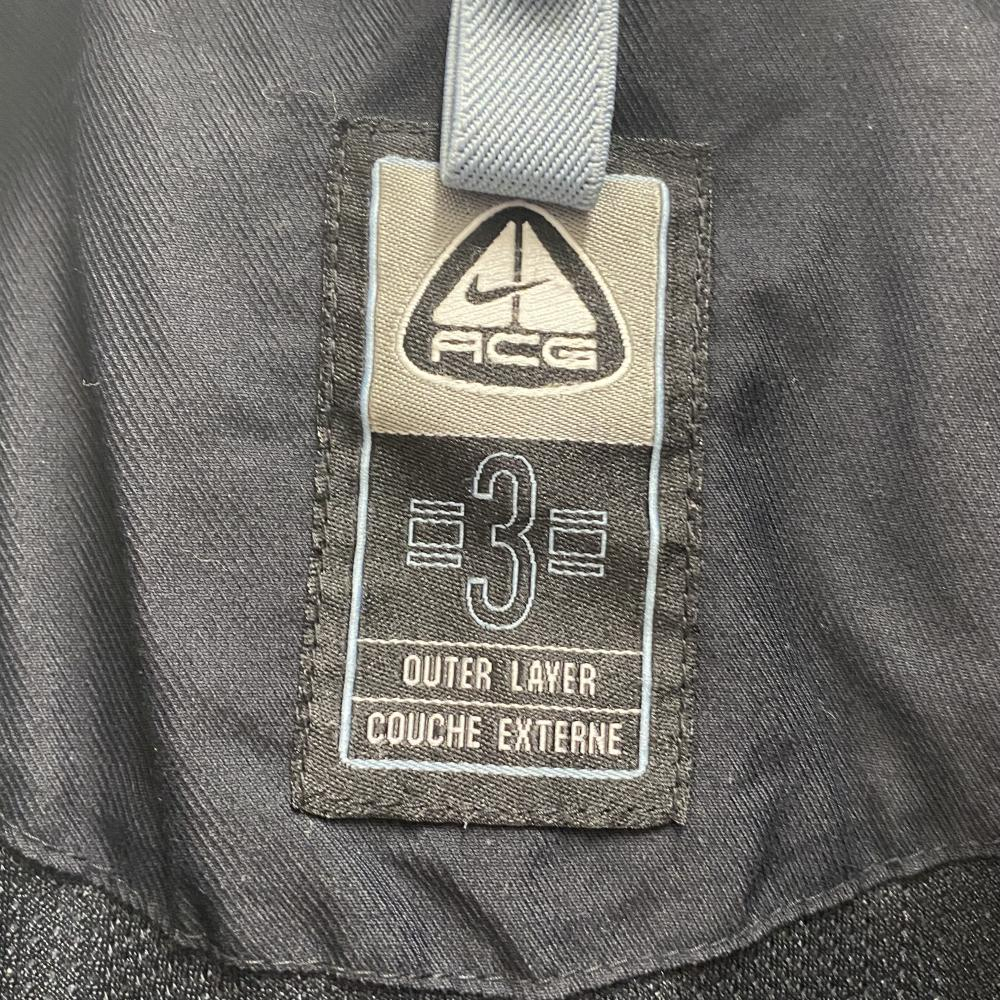 ACG
3
OUTER LAYER
COUCHE EXTERNE